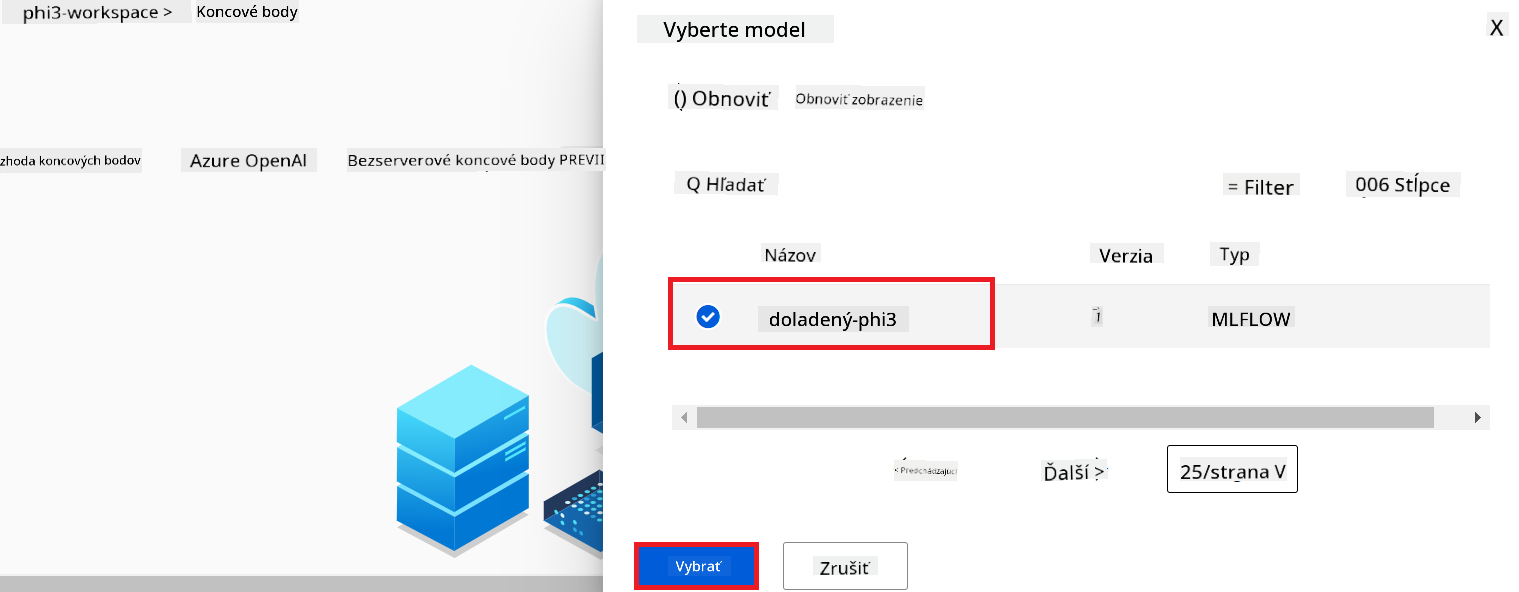 phi3-workspace > Koncové body
zhoda koncových bodov Azure OpenAI Bezserverové koncové body PREVII
Vyberte model X
() Obnoviť Obnoviť zobrazenie
Q Hľadať = Filter 006 Stĺpce
Názov Verzia Typ
doladený-phi3 1 MLFLOW
< Predchádzajúci Ďalší > 25/strana V
Vybrať Zrušiť